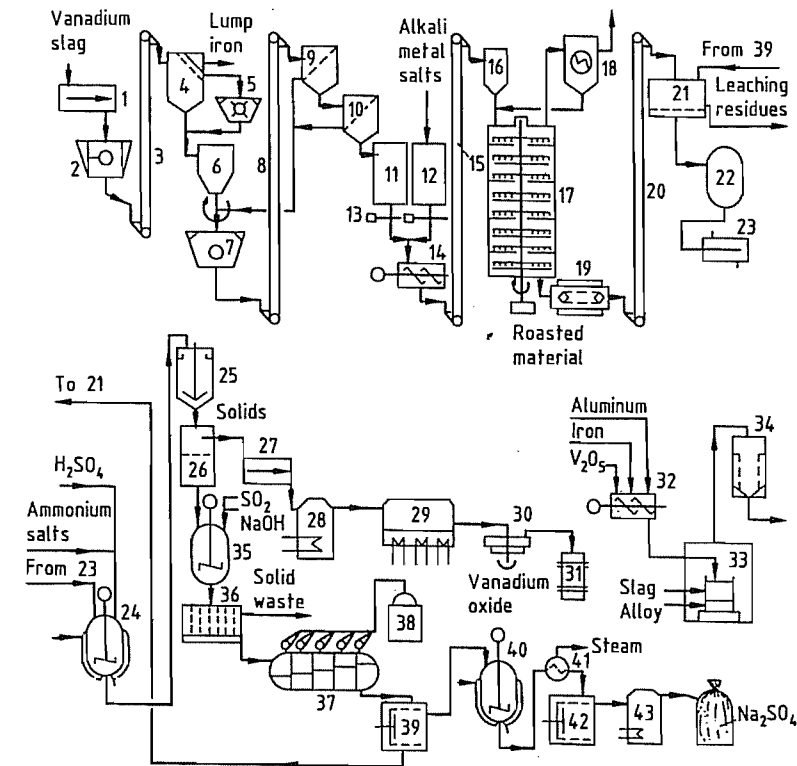 Vanadium
slag
Lump
iron
Alkali
metal
salts
From 39
Leaching
residues
1
2
3
4
5
6
7
8
9
10
11
12
13
14
15
16
17
18
19
20
21
22
23
Roasted
material
To 21
H₂SO₄
Ammonium
salts
From 23
24
25
Solids
26
27
SO₂
NaOH
28
29
30
31
Vanadium
oxide
Aluminum
Iron
V₂O₅
32
33
34
Slag
Alloy
35
36
Solid
waste
37
38
39
40
41
Steam
42
43
Na₂SO₄